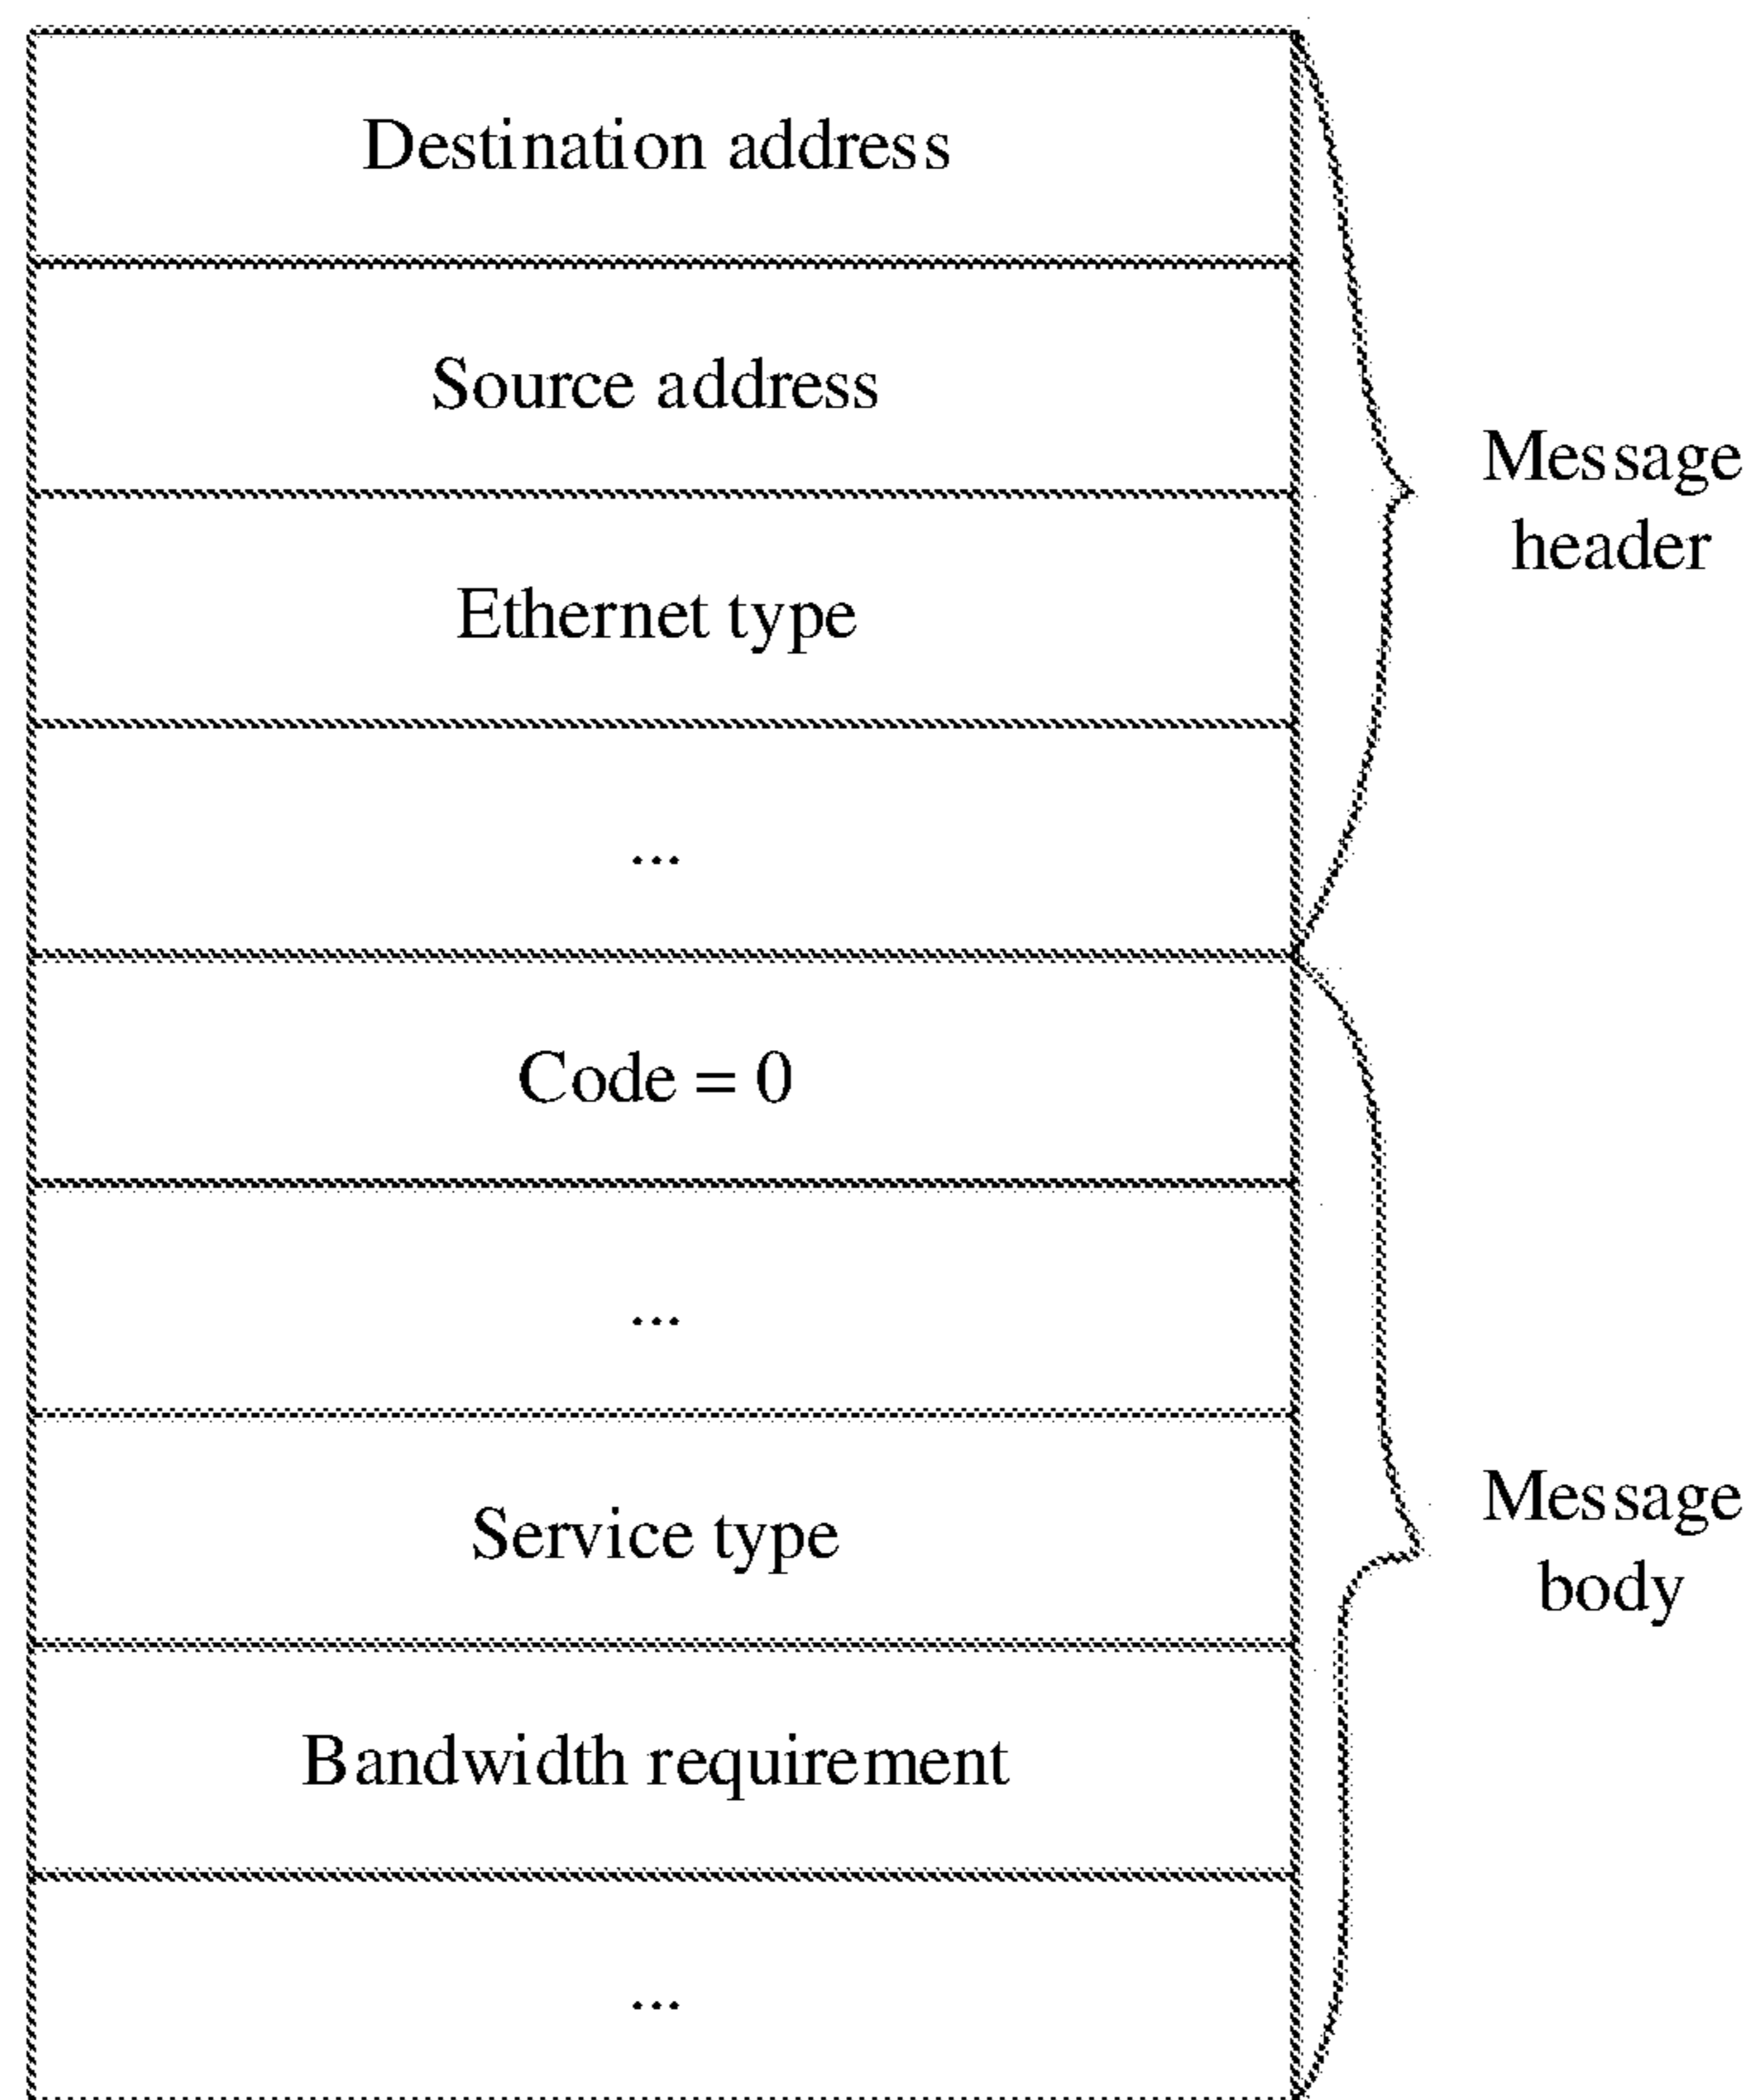 Destination address
Source address
Ethernet type
...
Message
header
Code = 0
...
Service type
Bandwidth requirement
...
Message
body